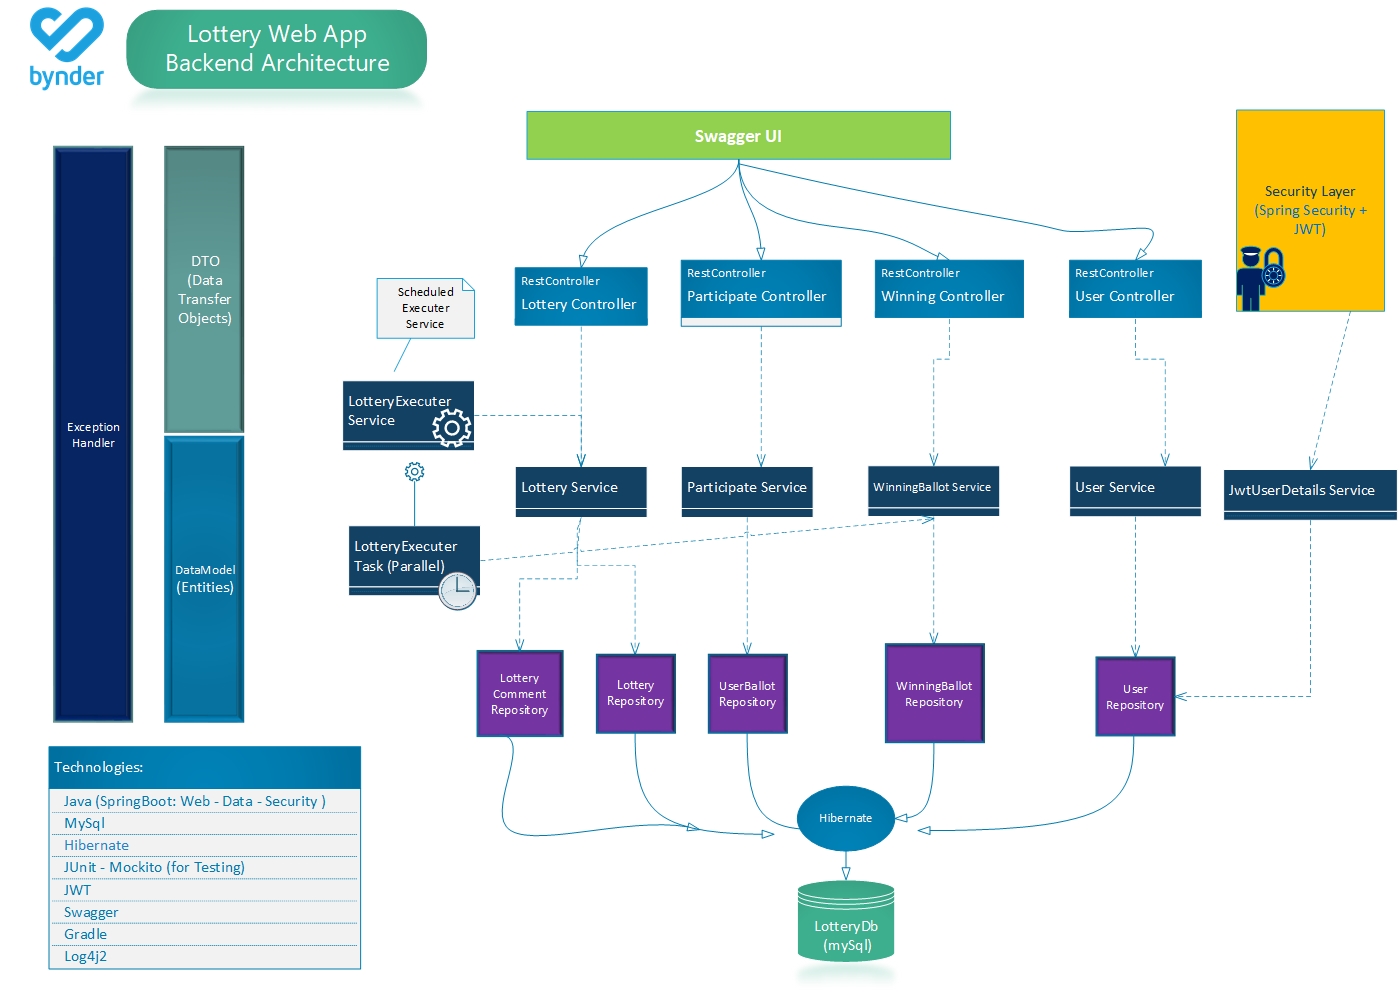 bynder
Lottery Web App
Backend Architecture
Swagger UI
Security Layer
(Spring Security +
JWT)
Exception
Handler
DTO
(Data
Transfer
Objects)
DataModel
(Entities)
Scheduled
Executer
Service
RestController
Lottery Controller
RestController
Participate Controller
RestController
Winning Controller
RestController
User Controller
LotteryExecuter
Service
Lottery Service
Participate Service
WinningBallot Service
User Service
JwtUserDetails Service
LotteryExecuter
Task (Parallel)
Lottery
Comment
Repository
Lottery
Repository
UserBallot
Repository
WinningBallot
Repository
User
Repository
Hibernate
LotteryDb
(mySql)
Technologies:
Java (SpringBoot: Web - Data - Security )
MySql
Hibernate
JUnit - Mockito (for Testing)
JWT
Swagger
Gradle
Log4j2